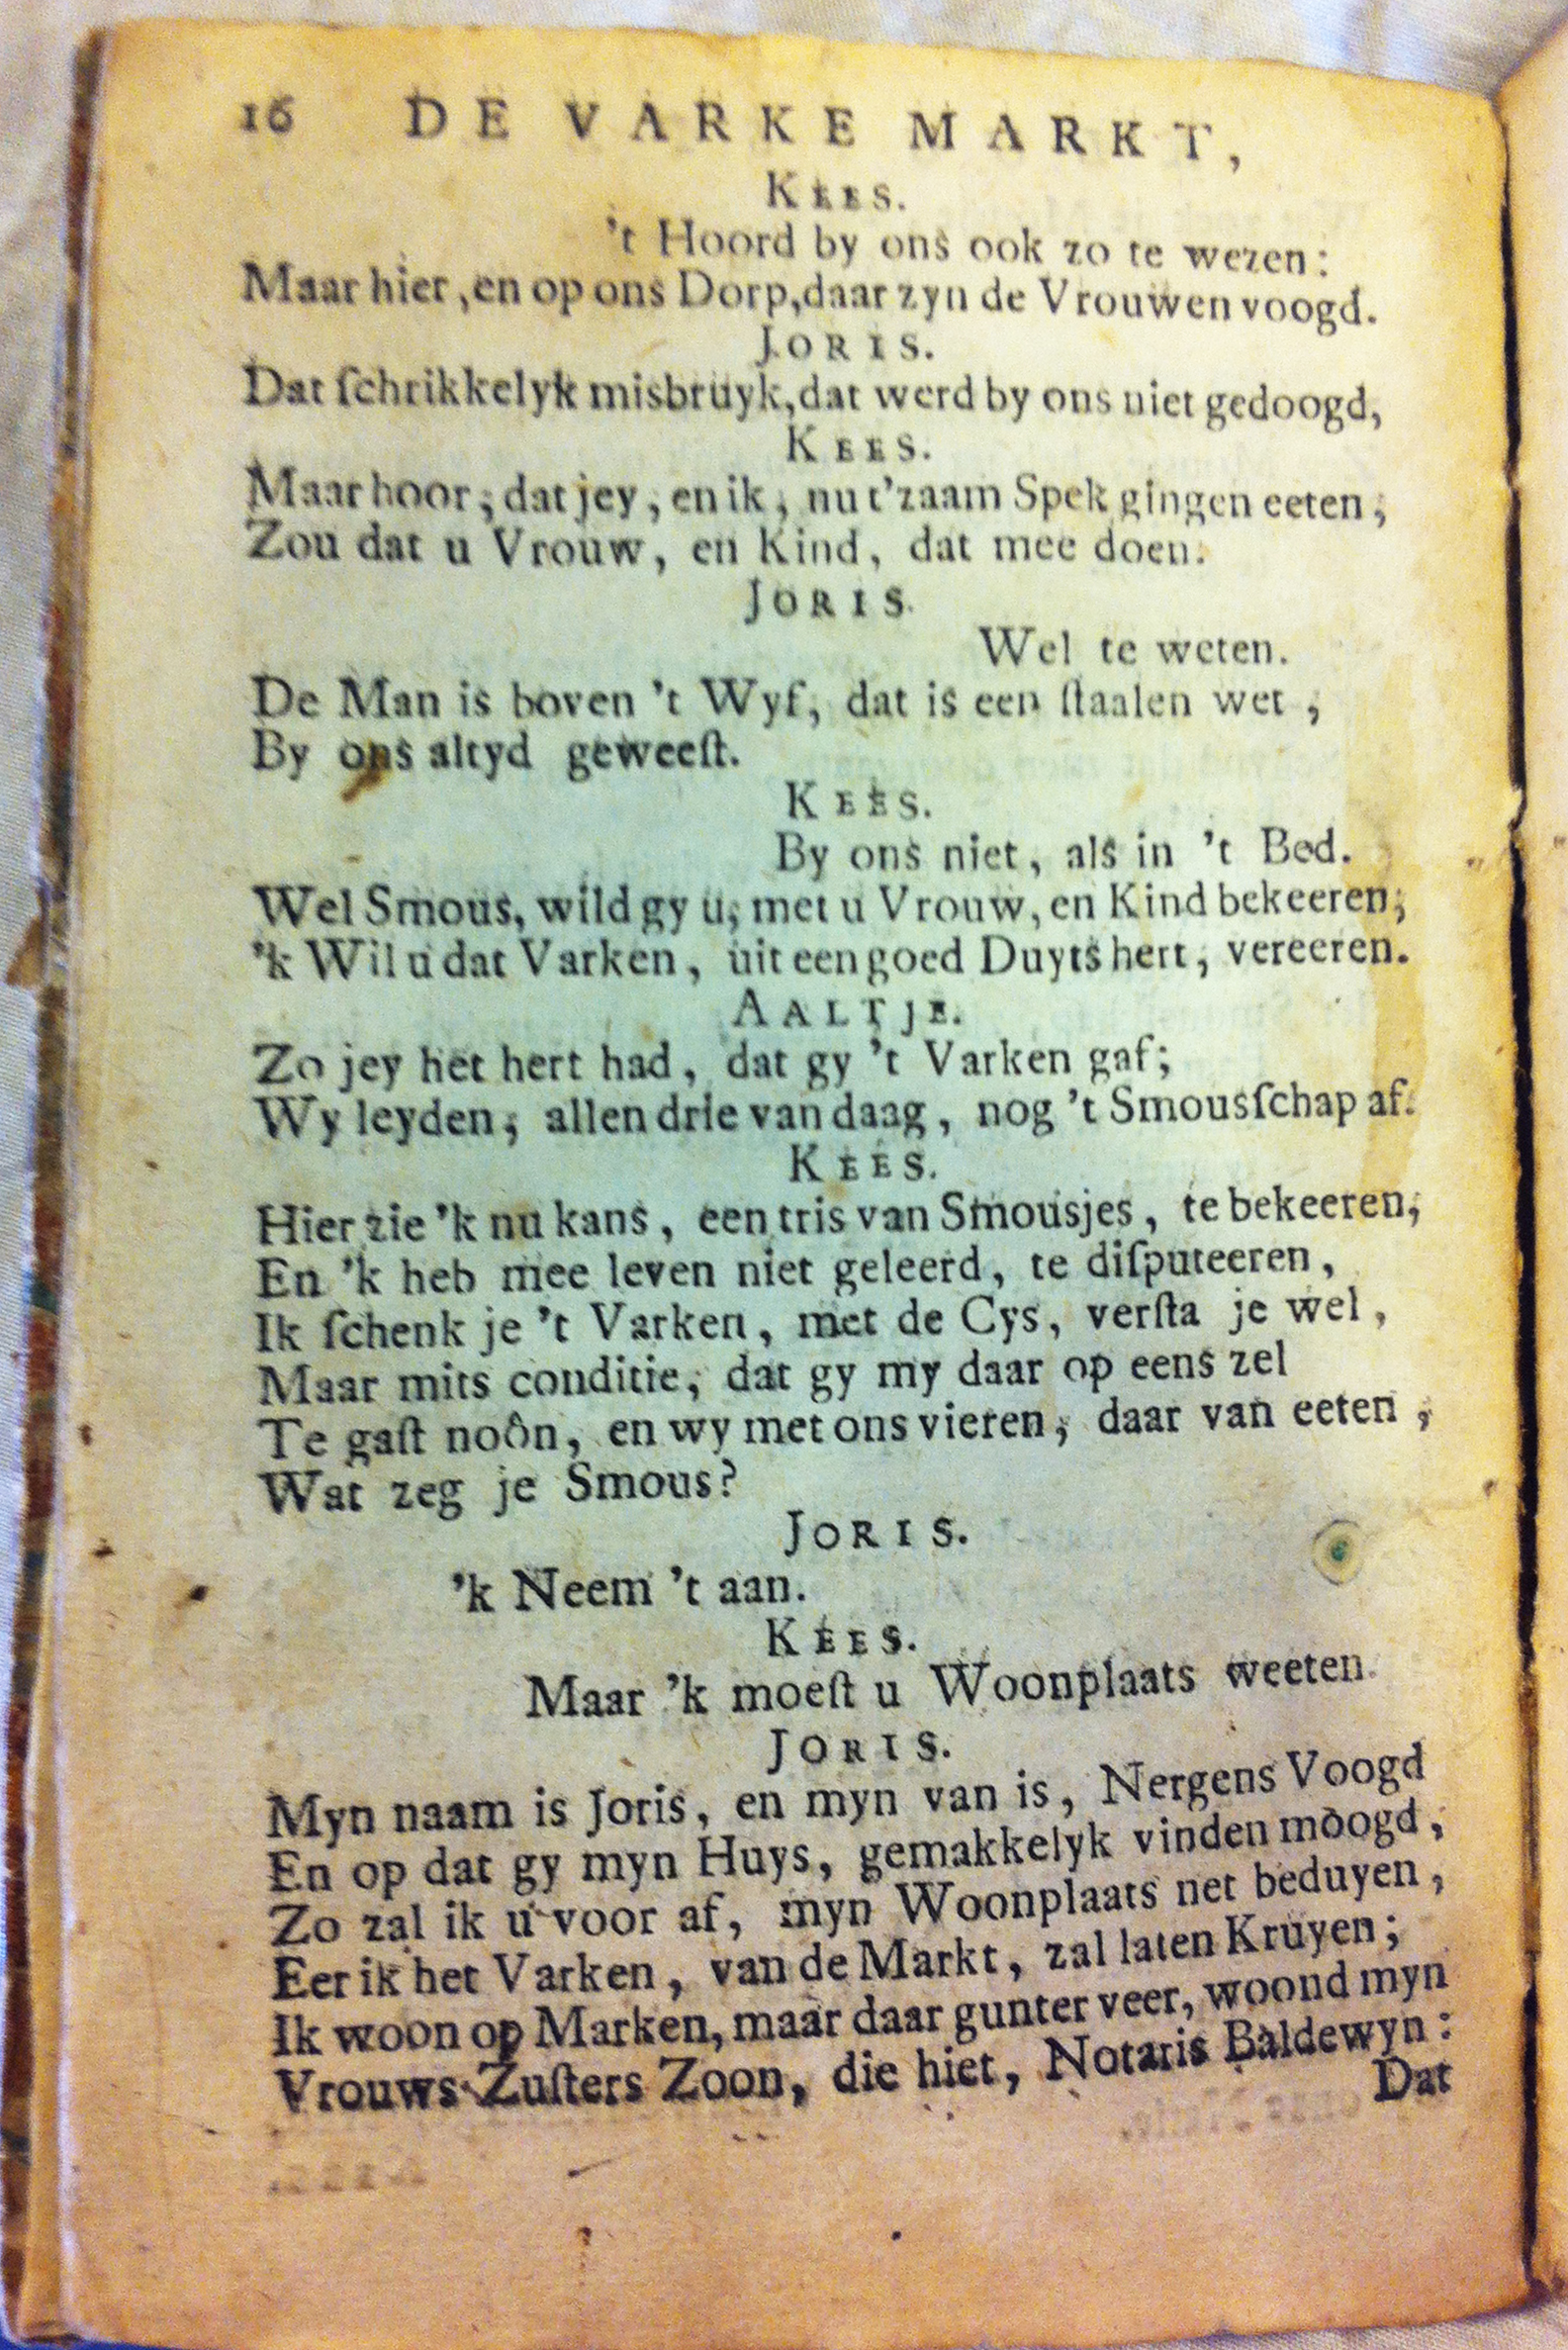 16 DE VARKE MARKT,
KEES.
't Hoord by ons ook zo te wezen:
Maar hier, en op ons Dorp, daar zyn de Vrouwen voogd.
JORIS.
Dat ſchrikkelyk misbruyk, dat werd by ons niet gedoogd,
KEES.
Maar hoor, dat jey, en ik, nu t'zaam Spek gingen eeten,
Zou dat u Vrouw, en Kind, dat mee doen.
JORIS.
Wel te weten.
De Man is boven 't Wyf, dat is een ſtaalen wet,
By ons altyd geweeſt.
KEES.
By ons niet, als in 't Bed.
Wel Smous, wild gy u, met u Vrouw, en Kind bekeeren,
'k Wil u dat Varken, uit een goed Duyts hert, vereeren.
AALTJE.
Zo jey het hert had, dat gy 't Varken gaf;
Wy leyden, allen drie van daag, nog 't Smousſchap af.
KEES.
Hier zie 'k nu kans, een tris van Smousjes, te bekeeren,
En 'k heb mee leven niet geleerd, te diſputeeren,
Ik ſchenk je 't Varken, met de Cys, verſta je wel,
Maar mits conditie, dat gy my daar op eens zel
Te gaſt noôn, en wy met ons vieren, daar van eeten,
Wat zeg je Smous?
JORIS.
'k Neem 't aan.
KEES.
Maar 'k moeſt u Woonplaats weeten.
JORIS.
Myn naam is Joris, en myn van is, Nergens Voogd
En op dat gy myn Huys, gemakkelyk vinden moogd,
Zo zal ik u voor af, myn Woonplaats net beduyen,
Eer ik het Varken, van de Markt, zal laten Kruyen;
Ik woon op Marken, maar daar gunter veer, woond myn
Vrouws Zuſters Zoon, die hiet, Notaris Baldewyn:
Dat